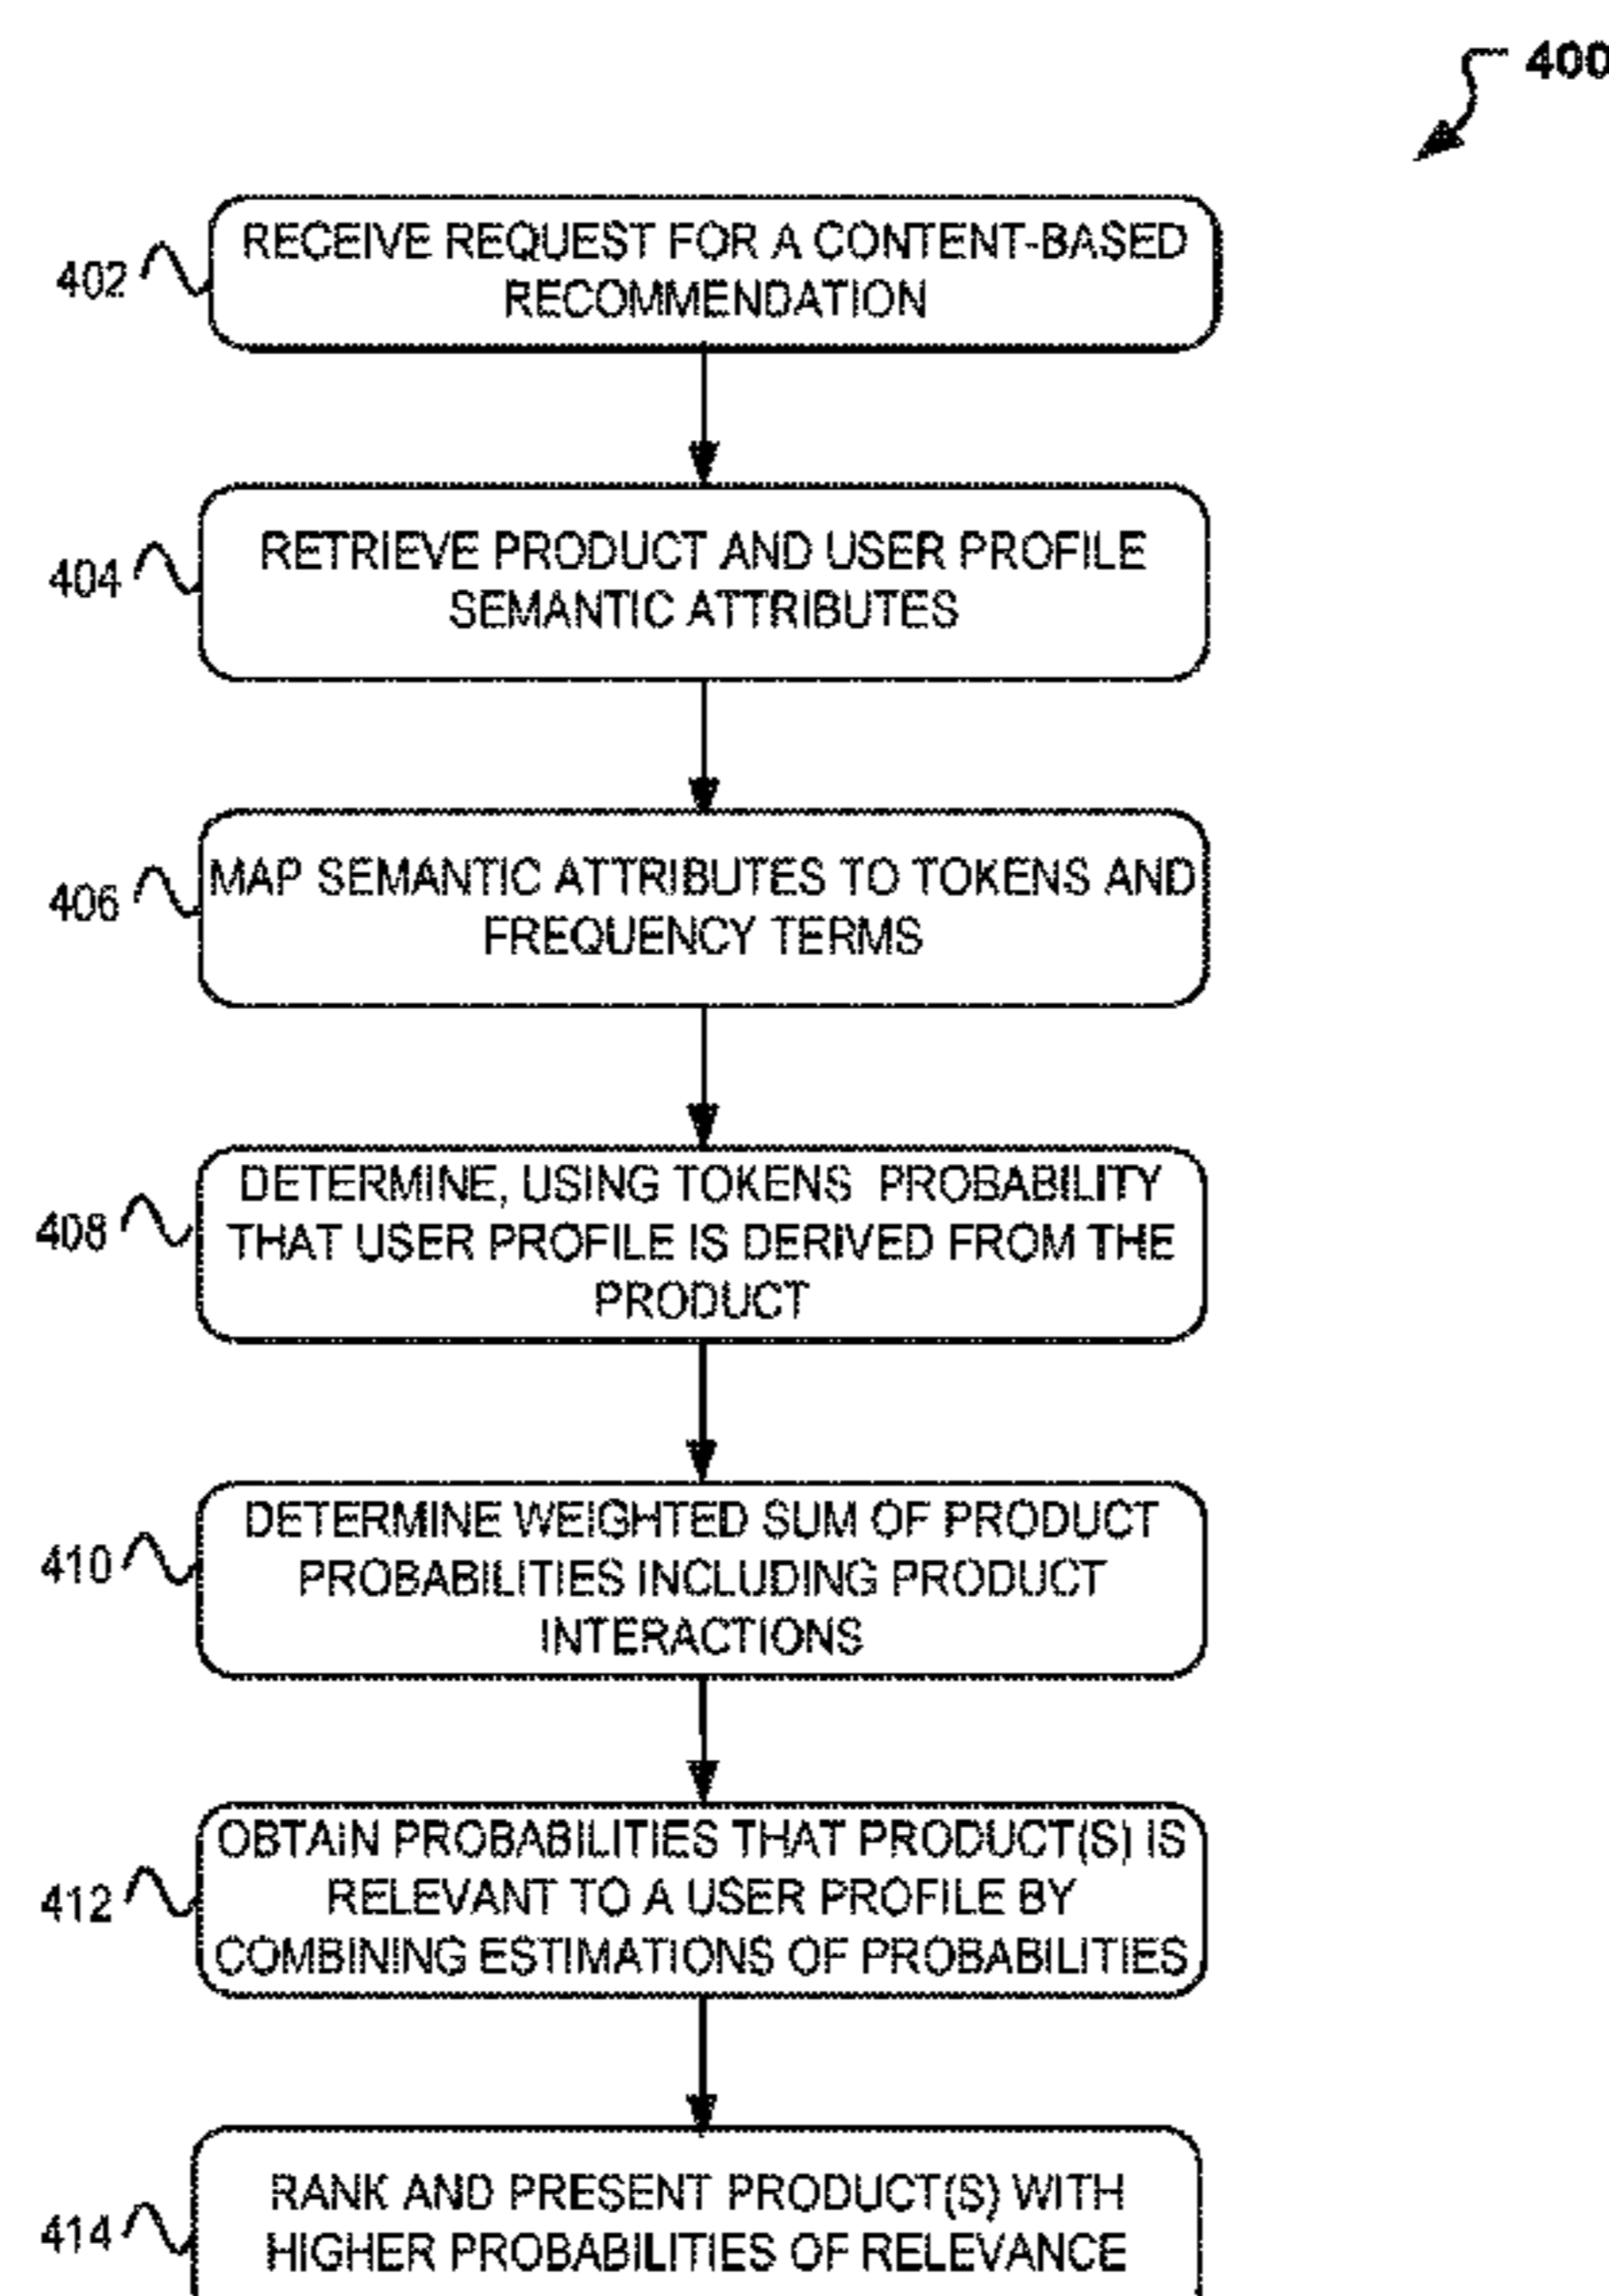 400
402
RECEIVE REQUEST FOR A CONTENT-BASED
RECOMMENDATION
404
RETRIEVE PRODUCT AND USER PROFILE
SEMANTIC ATTRIBUTES
406
MAP SEMANTIC ATTRIBUTES TO TOKENS AND
FREQUENCY TERMS
408
DETERMINE, USING TOKENS PROBABILITY
THAT USER PROFILE IS DERIVED FROM THE
PRODUCT
410
DETERMINE WEIGHTED SUM OF PRODUCT
PROBABILITIES INCLUDING PRODUCT
INTERACTIONS
412
OBTAIN PROBABILITIES THAT PRODUCT(S) IS
RELEVANT TO A USER PROFILE BY
COMBINING ESTIMATIONS OF PROBABILITIES
414
RANK AND PRESENT PRODUCT(S) WITH
HIGHER PROBABILITIES OF RELEVANCE